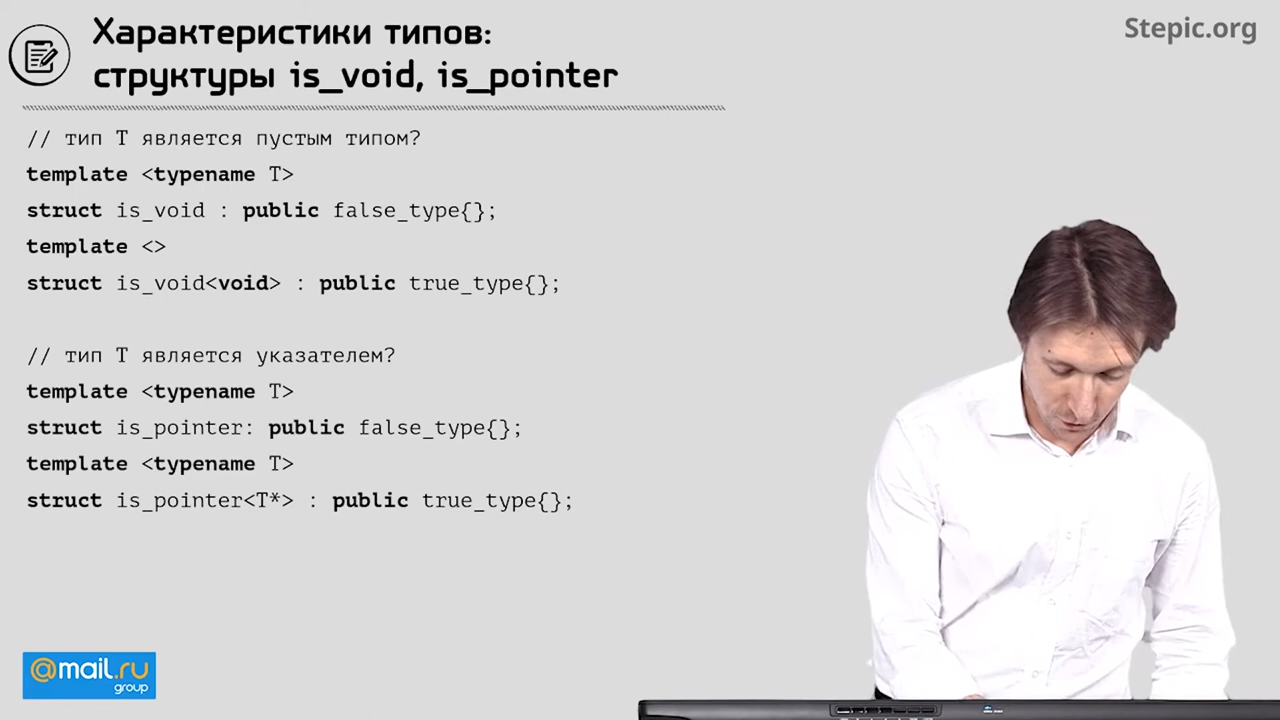 Характеристики типов:
структуры is_void, is_pointer
Stepic.org
// тип T является пустым типом?
template <typename T>
struct is_void : public false_type{};
template <>
struct is_void<void> : public true_type{};
// тип T является указателем?
template <typename T>
struct is_pointer: public false_type{};
template <typename T>
struct is_pointer<T*> : public true_type{};
@mail.ru
group